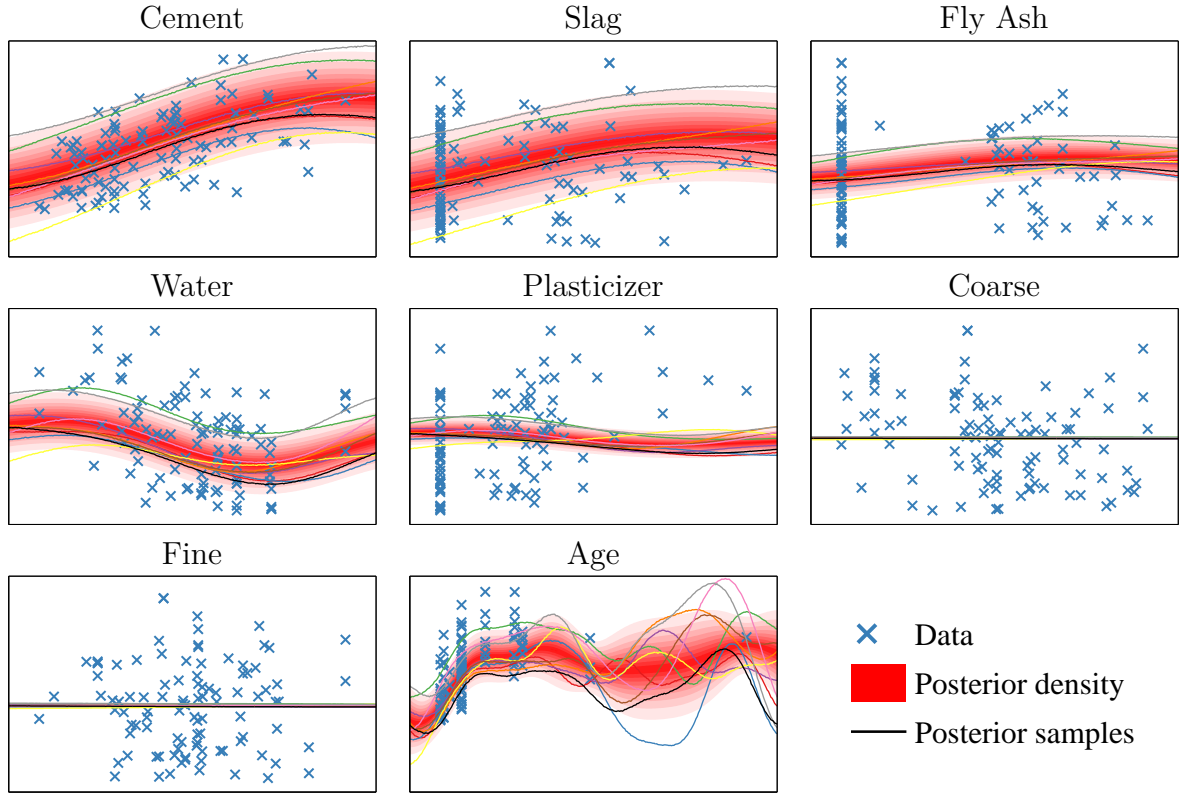 Cement
Slag
Fly Ash
Water
Plasticizer
Coarse
Fine
Age
Data
Posterior density
Posterior samples